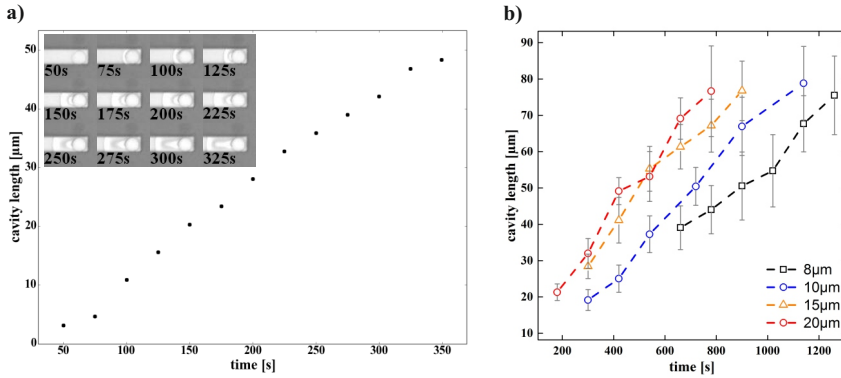 a)
50
40
30
20
10
0
cavity length [μm]
50s 75s 100s 125s
150s 175s 200s 225s
250s 275s 300s 325s
50 100 150 200 250 300 350
time [s]
b)
90
80
70
60
50
40
30
20
10
cavity length [μm]
8μm
10μm
15μm
20μm
200 400 600 800 1000 1200
time [s]